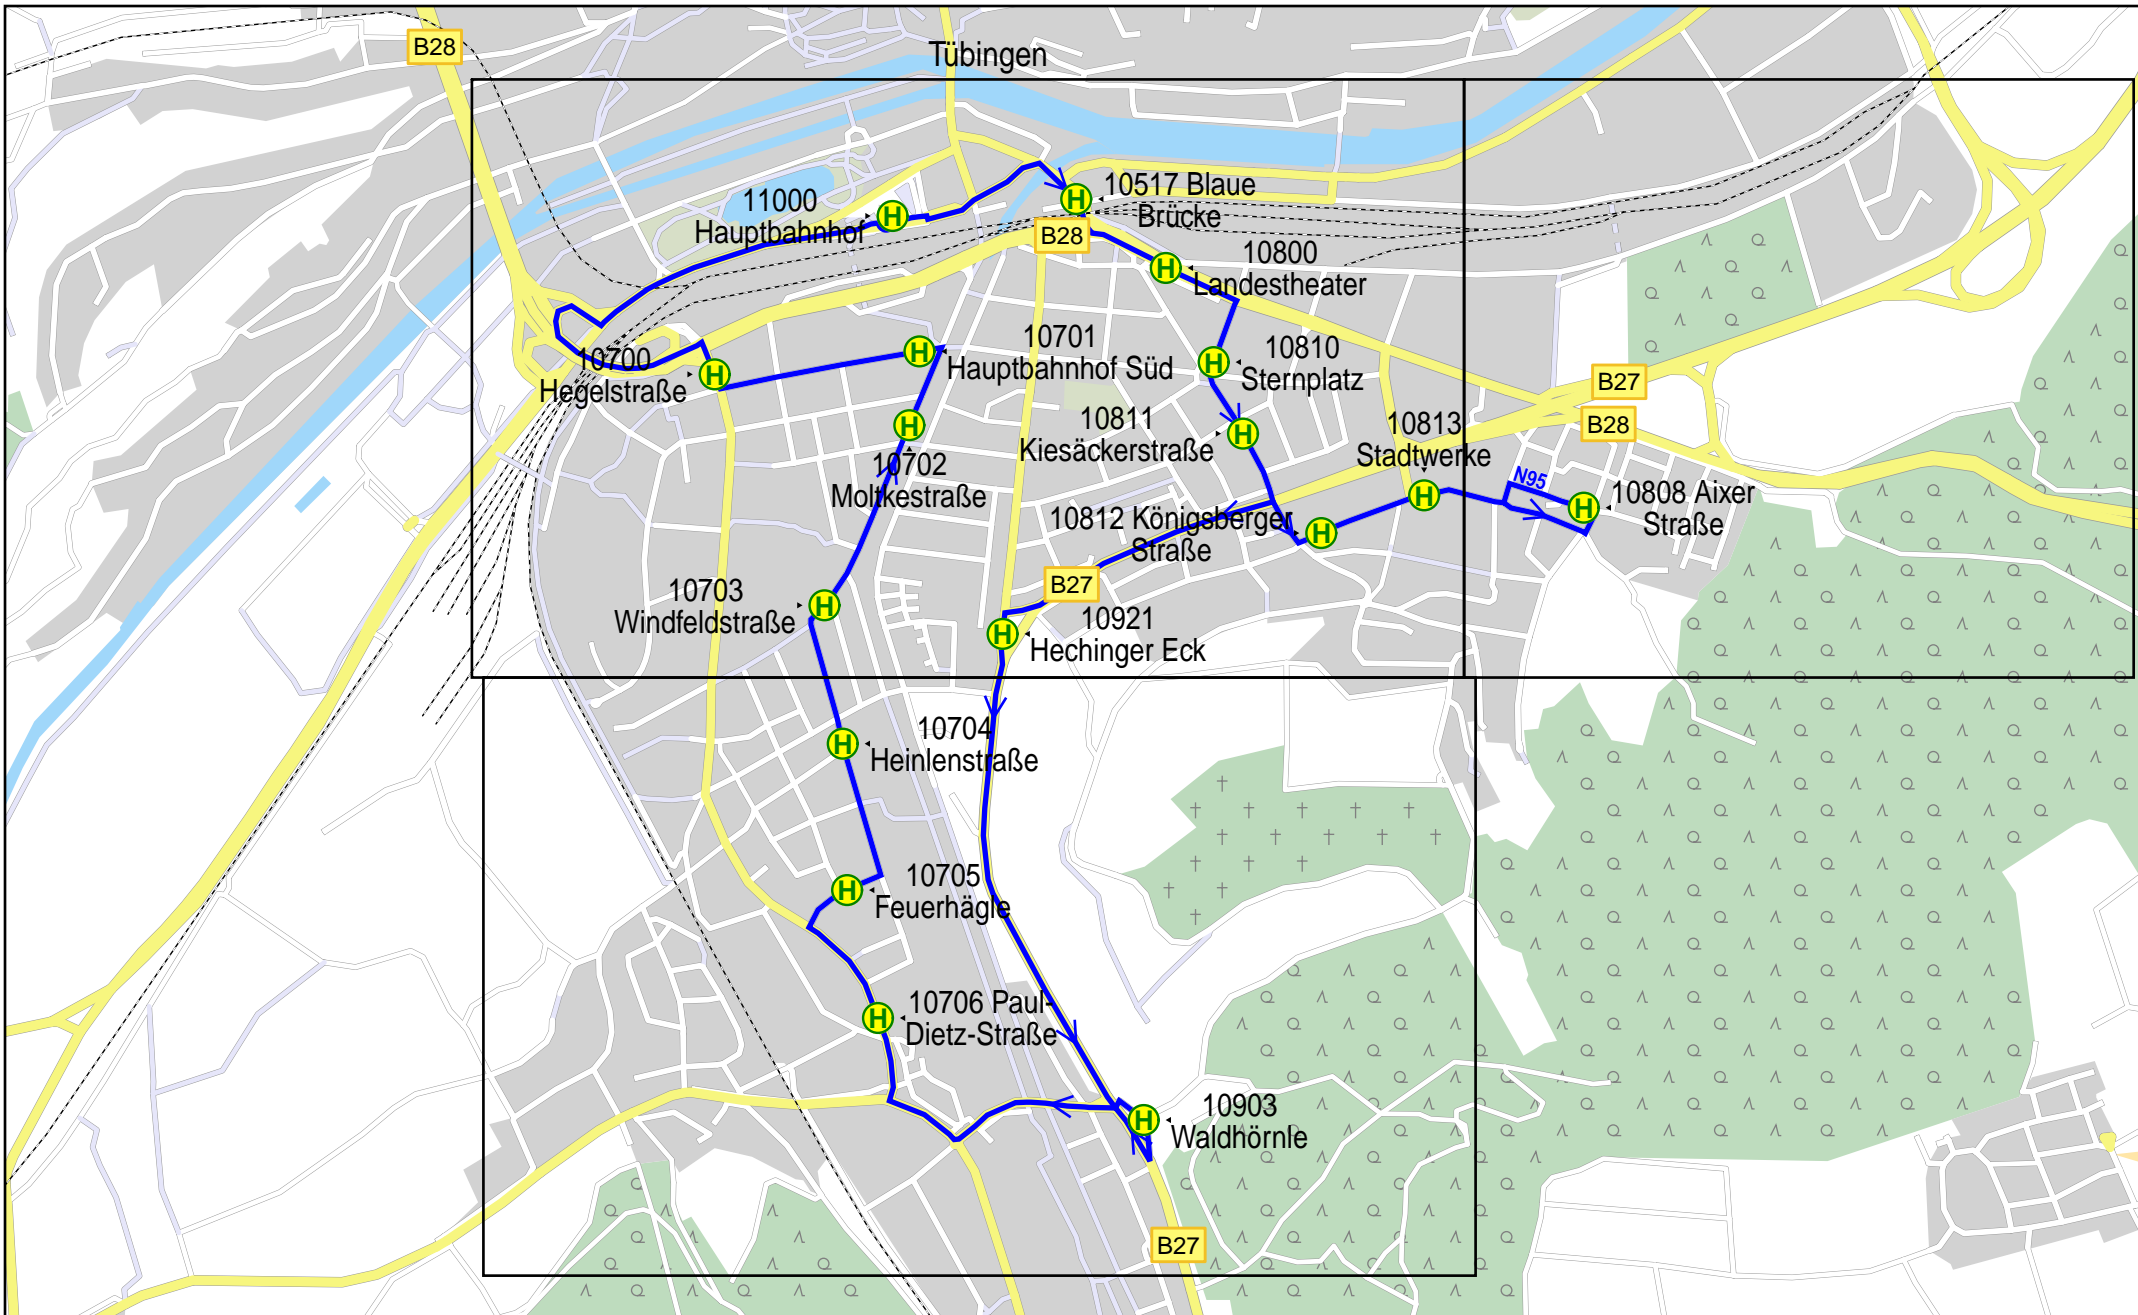 B28
Tübingen
11000
Hauptbahnhof
H
H
10517 Blaue
Brücke
B28
H
10800
Landestheater
10700
Hegelstraße
H
H
10701
Hauptbahnhof Süd
H
10810
Sternplatz
B27
B28
10811
Kiesäckerstraße
H
10813
Stadtwerke
H
H
10702
Moltkestraße
N95
H
10808 Aixer
Straße
10812 Königsberger
Straße
H
B27
10703
Windfeldstraße
H
H
10921
Hechinger Eck
H
10704
Heinlenstraße
H
10705
Feuerhägle
H
10706 Paul-
Dietz-Straße
H
10903
Waldhörnle
B27